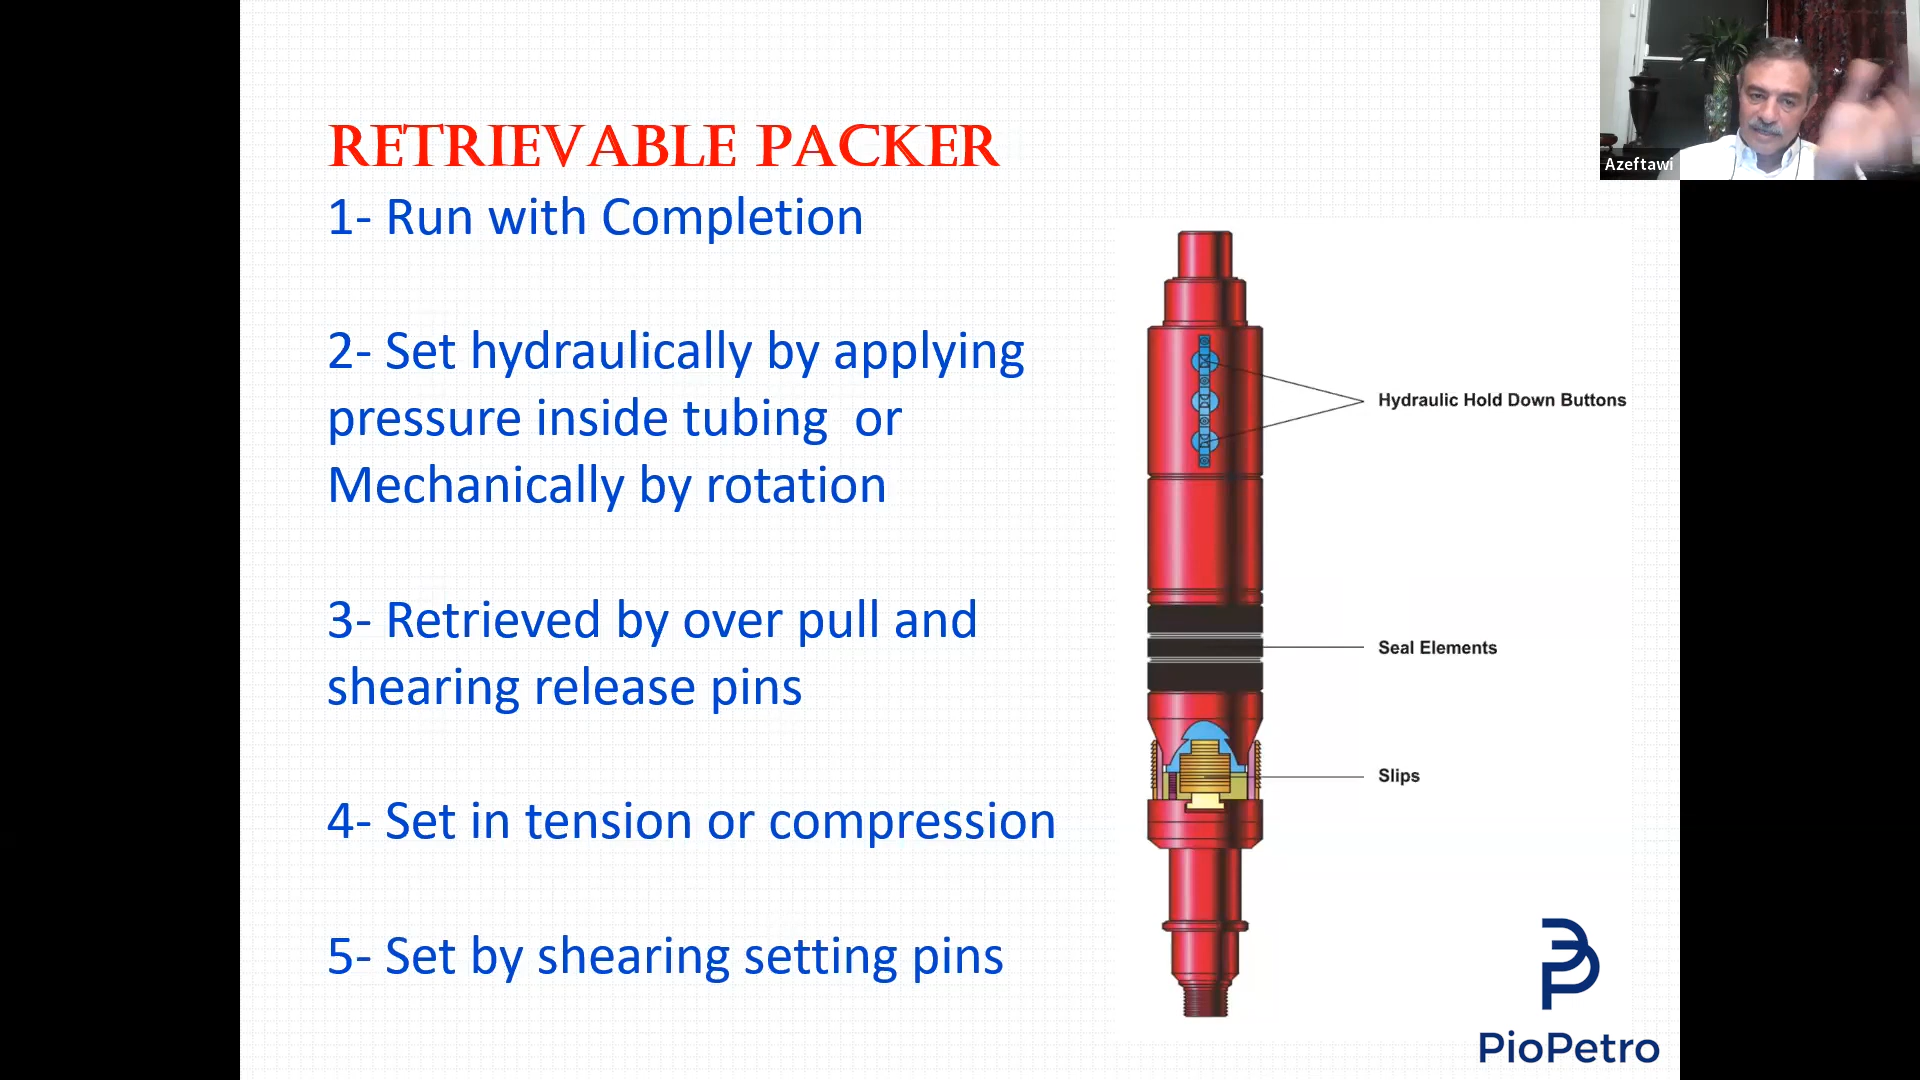 Azeftawi
RETRIEVABLE PACKER
1- Run with Completion
2- Set hydraulically by applying
pressure inside tubing or
Mechanically by rotation
3- Retrieved by over pull and
shearing release pins
4- Set in tension or compression
5- Set by shearing setting pins
Hydraulic Hold Down Buttons
Seal Elements
Slips
PioPetro